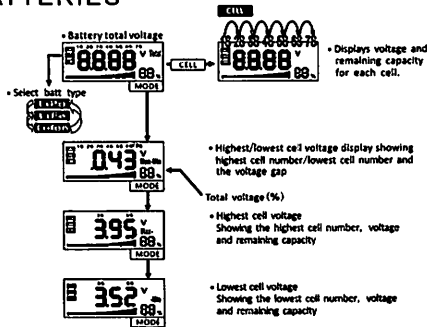 BATTERIES
CELL
• Battery total voltage
8.8.8.8 V Total
88%
MODE
CELL
8.8.8.8 V
88%
• Displays voltage and
remaining capacity
for each cell.
• Select batt type
0.43 V
88%
MODE
• Highest/lowest cell voltage display showing
highest cell number/lowest cell number and
the voltage gap
Total voltage (%)
3.95 V
88%
MODE
• Highest cell voltage
Showing the highest cell number, voltage
and remaining capacity
3.52 V
88%
MODE
• Lowest cell voltage
Showing the lowest cell number, voltage
and remaining capacity